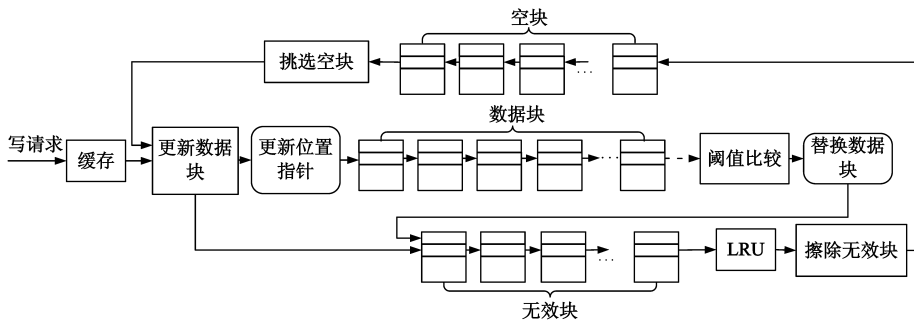 空块
挑选空块
…
数据块
写请求
缓存
更新数据
块
更新位置
指针
…
阈值比较
替换数据
块
…
LRU
擦除无效块
无效块